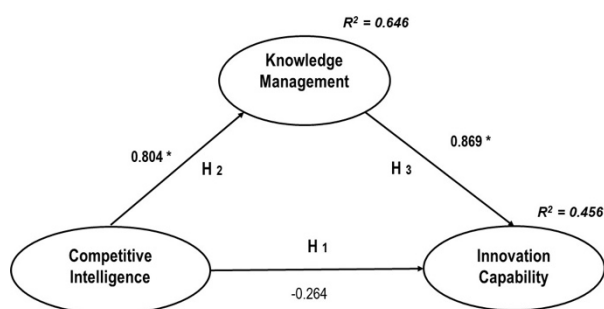 R² = 0.646
Knowledge
Management
0.804 *
0.869 *
H 2
H 3
R² = 0.456
H 1
Competitive
Intelligence
Innovation
Capability
-0.264